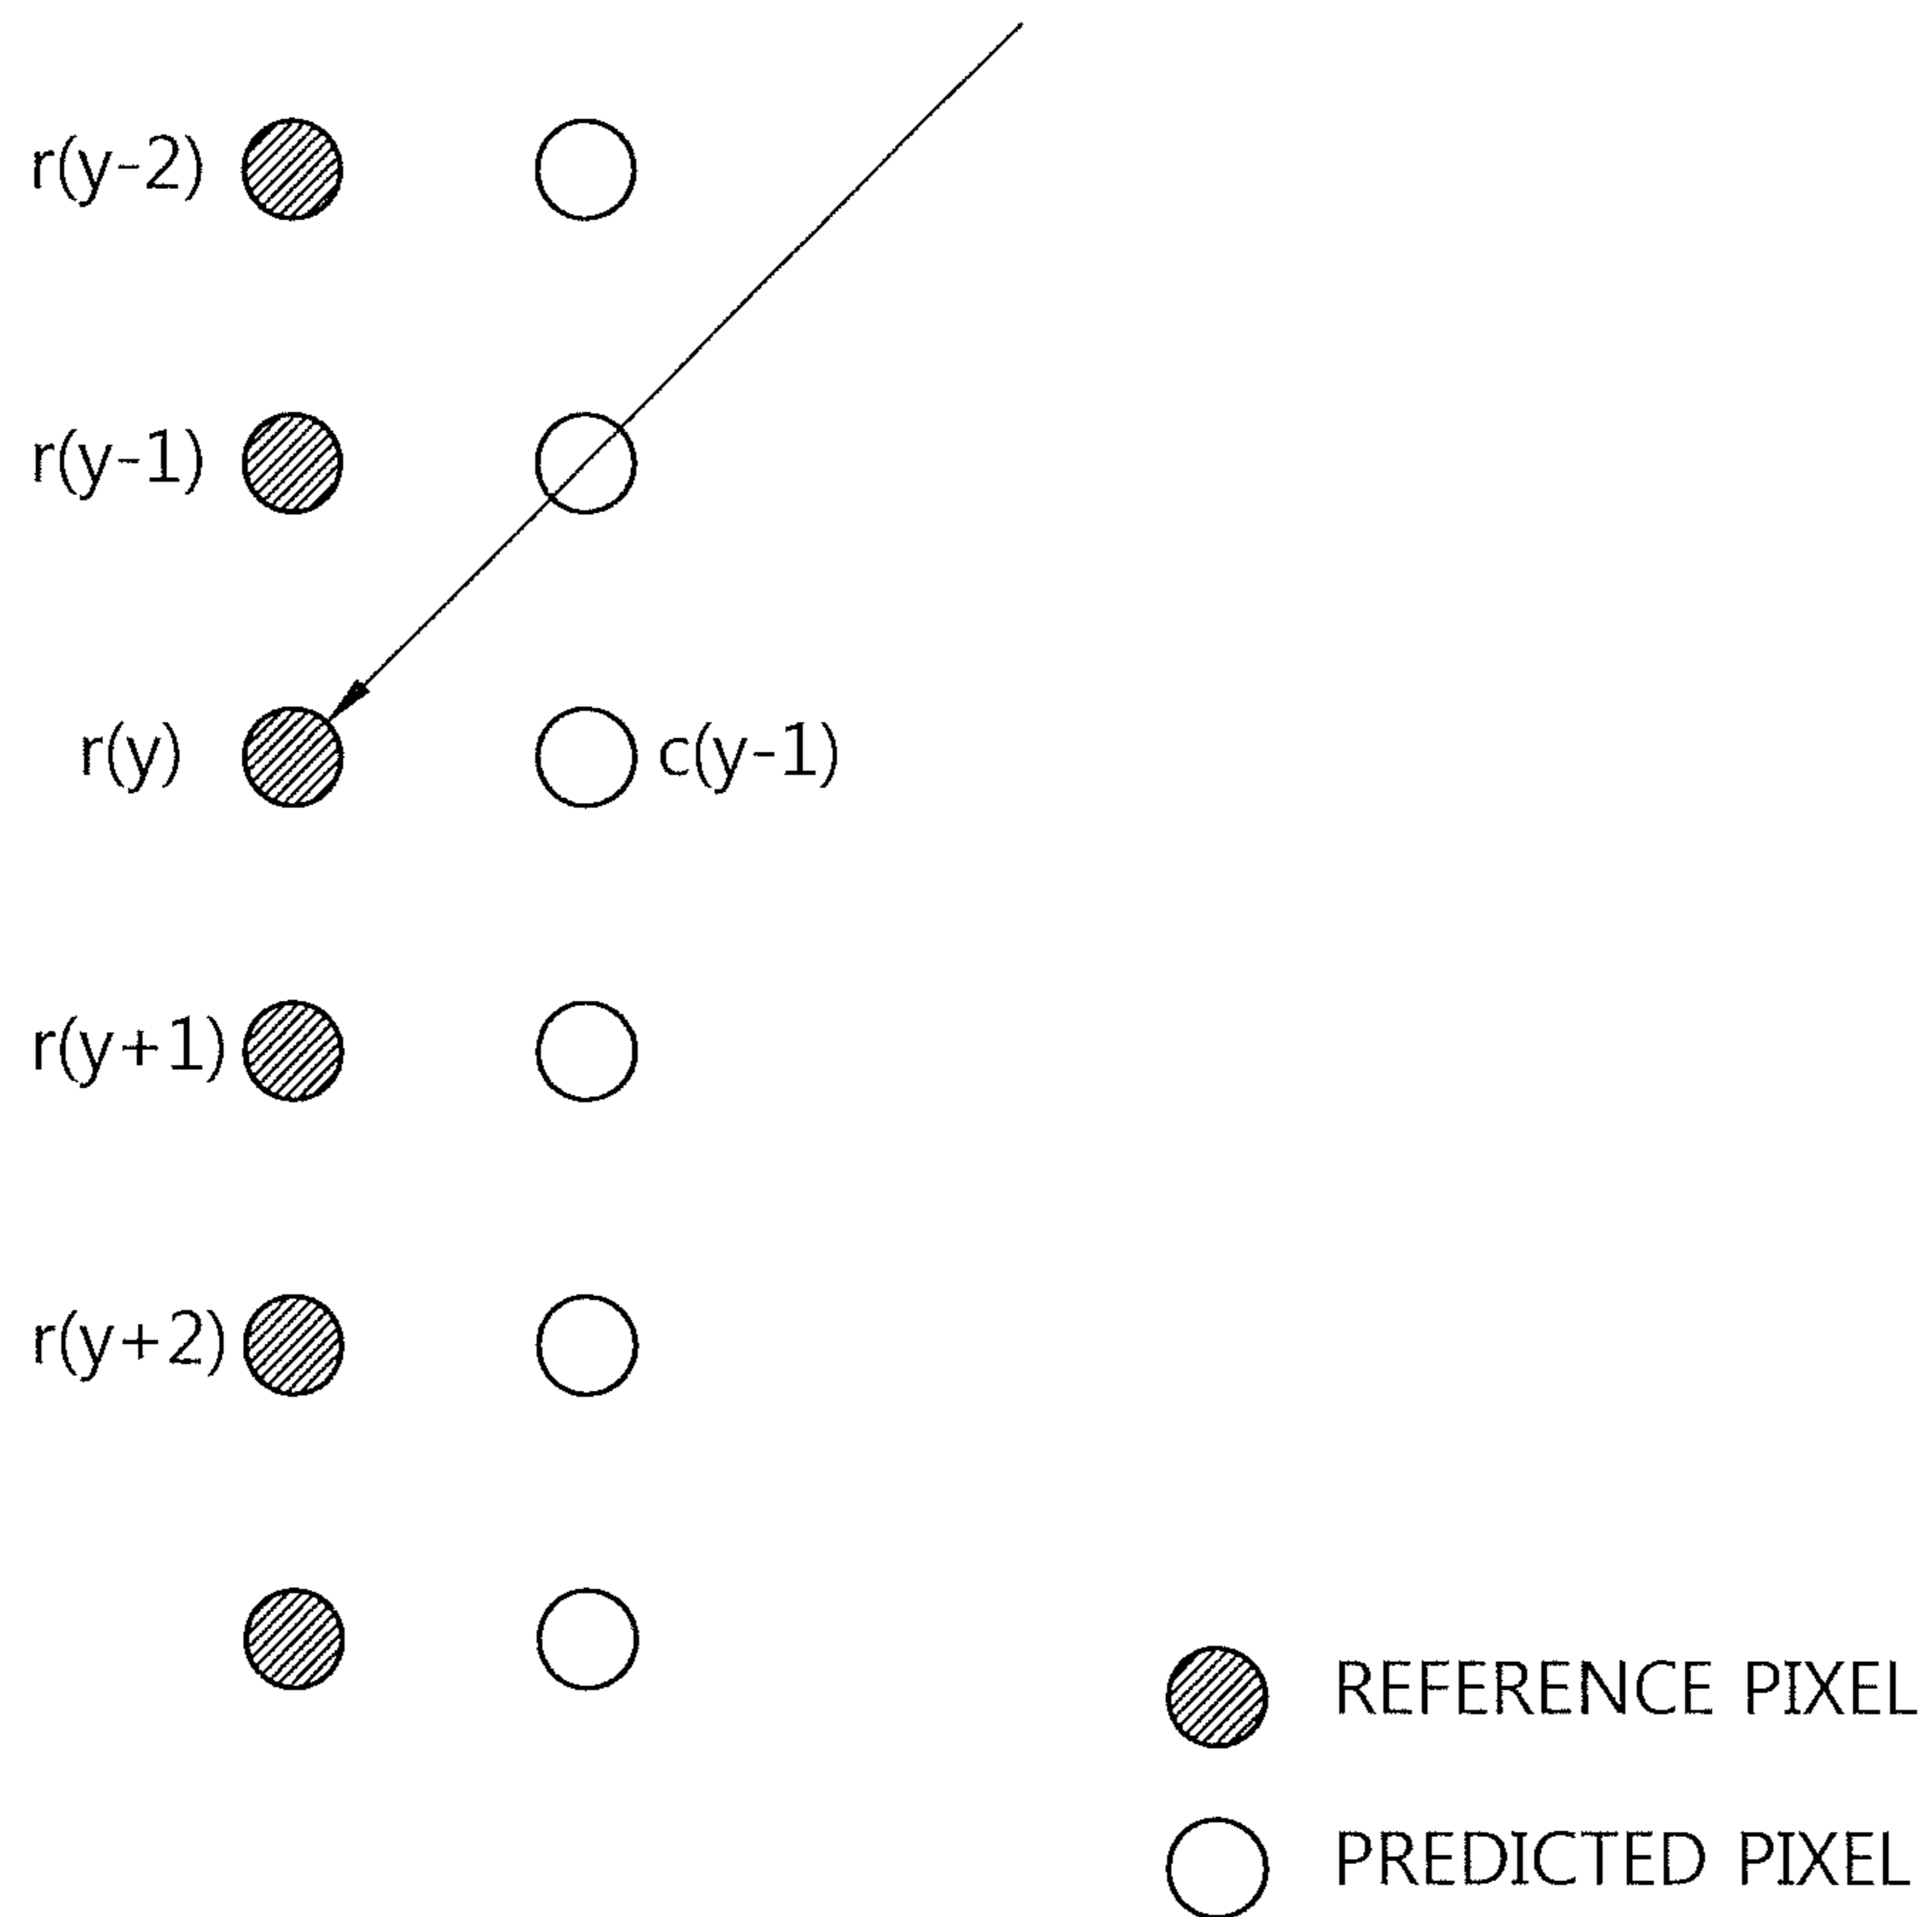 r(y-2)
r(y-1)
r(y)
c(y-1)
r(y+1)
r(y+2)
REFERENCE PIXEL
PREDICTED PIXEL